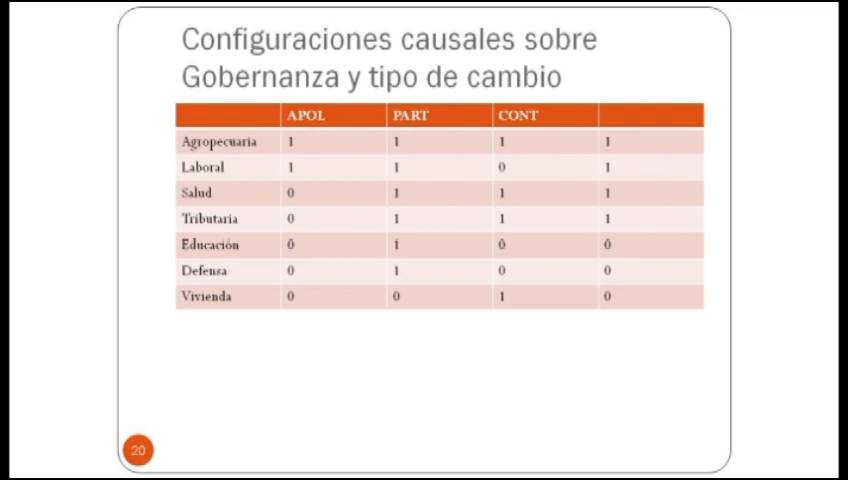 Configuraciones causales sobre
Gobernanza y tipo de cambio
APOL PART CONT
Agropecuaria 1 1 1 1
Laboral 1 1 0 1
Salud 0 1 1 1
Tributaria 0 1 1 1
Educación 0 1 0 0
Defensa 0 1 0 0
Vivienda 0 0 1 0
20